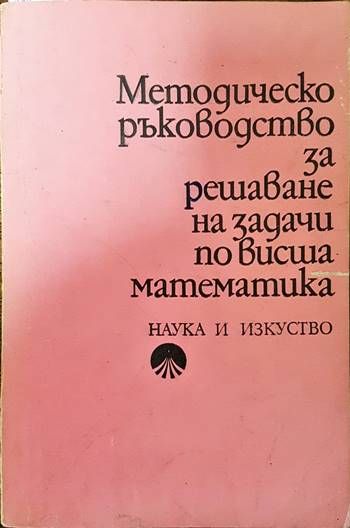 Методическо
ръководство
за
решаване
на задачи
по висша
математика
НАУКА И ИЗКУСТВО